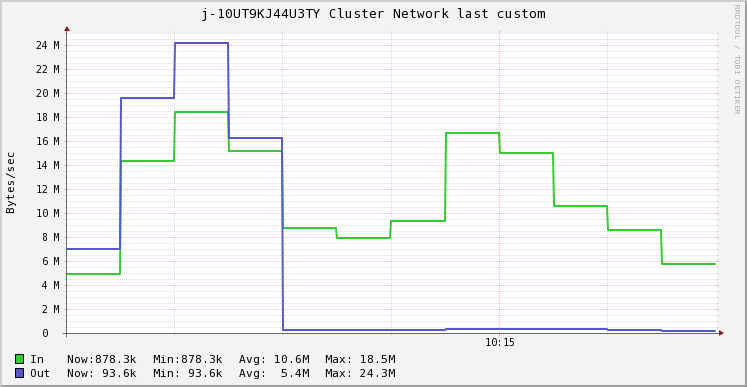 j-10UT9KJ44U3TY Cluster Network last custom
RRDTOOL / TOBI OETIKER
Bytes/sec
24 M
22 M
20 M
18 M
16 M
14 M
12 M
10 M
8 M
6 M
4 M
2 M
0
10:15
In Now:878.3k Min:878.3k Avg: 10.6M Max: 18.5M
Out Now: 93.6k Min: 93.6k Avg: 5.4M Max: 24.3M